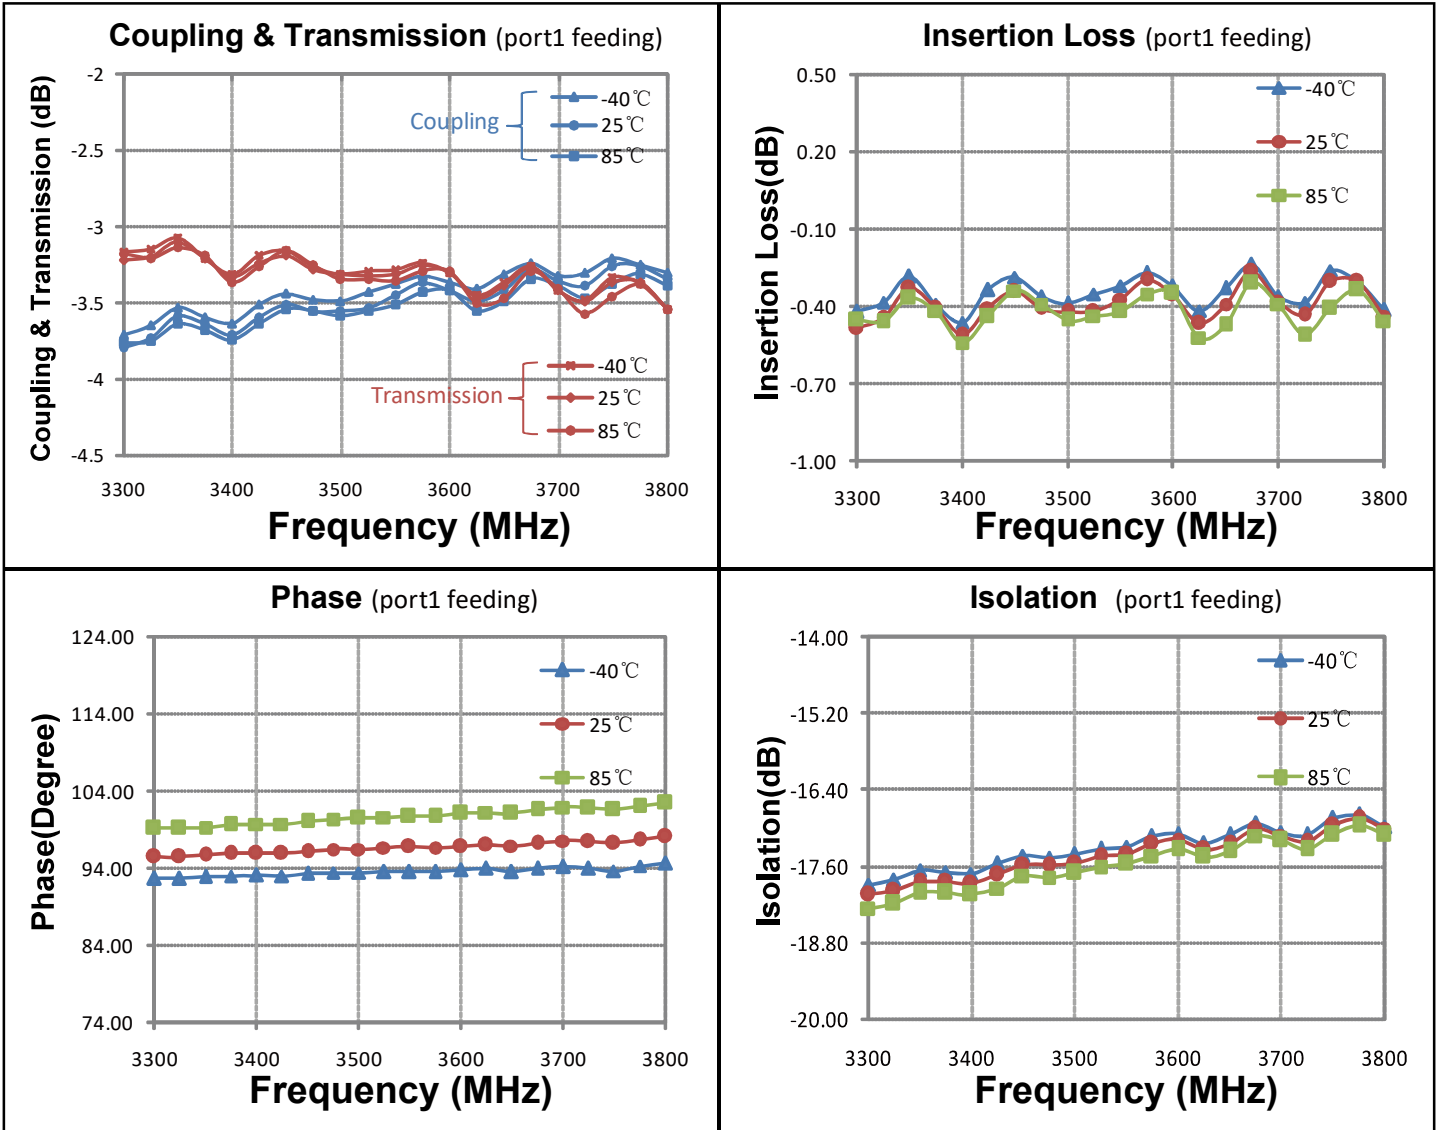 Coupling & Transmission (port1 feeding)
Coupling & Transmission (dB)
-2
-2.5
-3
-3.5
-4
-4.5
Coupling
-40℃
25℃
85℃
Transmission
-40℃
25℃
85℃
3300 3400 3500 3600 3700 3800
Frequency (MHz)
Insertion Loss (port1 feeding)
Insertion Loss(dB)
0.50
0.20
-0.10
-0.40
-0.70
-1.00
-40℃
25℃
85℃
3300 3400 3500 3600 3700 3800
Frequency (MHz)
Phase (port1 feeding)
Phase(Degree)
124.00
114.00
104.00
94.00
84.00
74.00
-40℃
25℃
85℃
3300 3400 3500 3600 3700 3800
Frequency (MHz)
Isolation (port1 feeding)
Isolation(dB)
-14.00
-15.20
-16.40
-17.60
-18.80
-20.00
-40℃
25℃
85℃
3300 3400 3500 3600 3700 3800
Frequency (MHz)